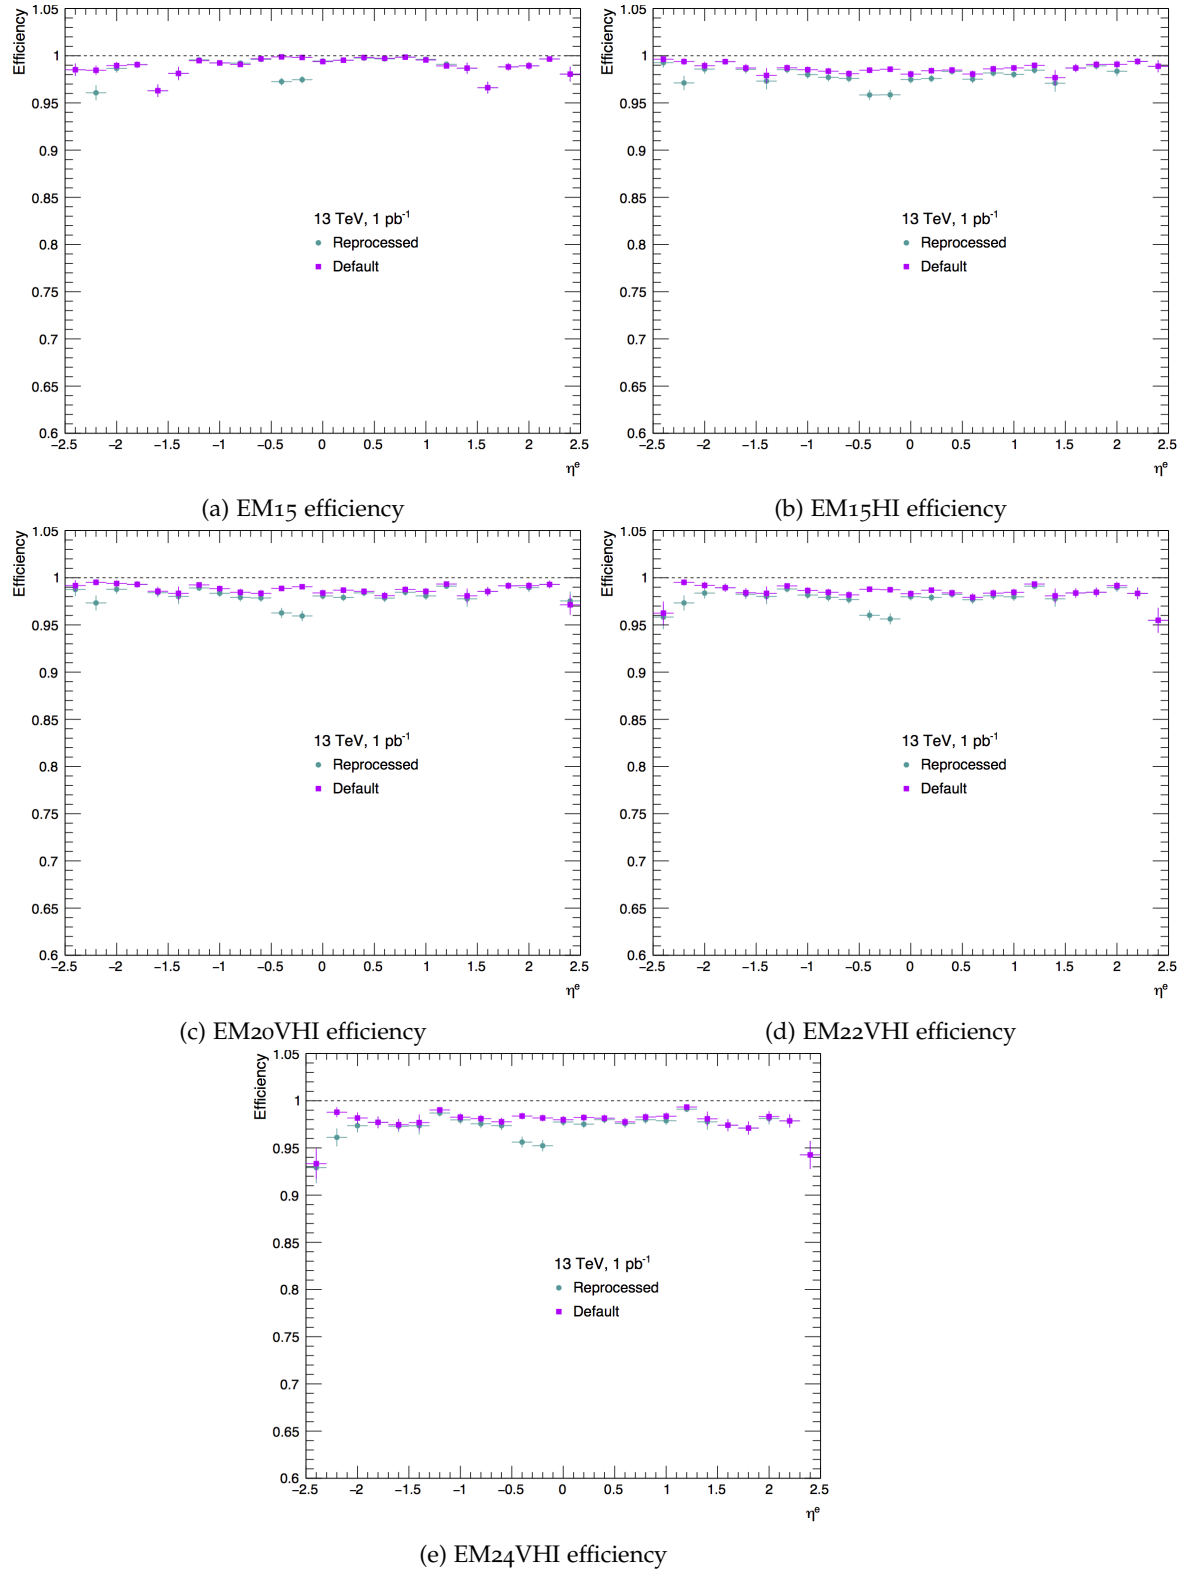 Efficiency
1.05
1
0.95
0.9
0.85
0.8
0.75
0.7
0.65
0.6
13 TeV, 1 pb-1
Reprocessed
Default
−2.5 −2 −1.5 −1 −0.5 0 0.5 1 1.5 2 2.5
ηe
(a) EM15 efficiency
Efficiency
1.05
1
0.95
0.9
0.85
0.8
0.75
0.7
0.65
0.6
13 TeV, 1 pb-1
Reprocessed
Default
−2.5 −2 −1.5 −1 −0.5 0 0.5 1 1.5 2 2.5
ηe
(b) EM15HI efficiency
Efficiency
1.05
1
0.95
0.9
0.85
0.8
0.75
0.7
0.65
0.6
13 TeV, 1 pb-1
Reprocessed
Default
−2.5 −2 −1.5 −1 −0.5 0 0.5 1 1.5 2 2.5
ηe
(c) EM20VHI efficiency
Efficiency
1.05
1
0.95
0.9
0.85
0.8
0.75
0.7
0.65
0.6
13 TeV, 1 pb-1
Reprocessed
Default
−2.5 −2 −1.5 −1 −0.5 0 0.5 1 1.5 2 2.5
ηe
(d) EM22VHI efficiency
Efficiency
1.05
1
0.95
0.9
0.85
0.8
0.75
0.7
0.65
0.6
13 TeV, 1 pb-1
Reprocessed
Default
−2.5 −2 −1.5 −1 −0.5 0 0.5 1 1.5 2 2.5
ηe
(e) EM24VHI efficiency